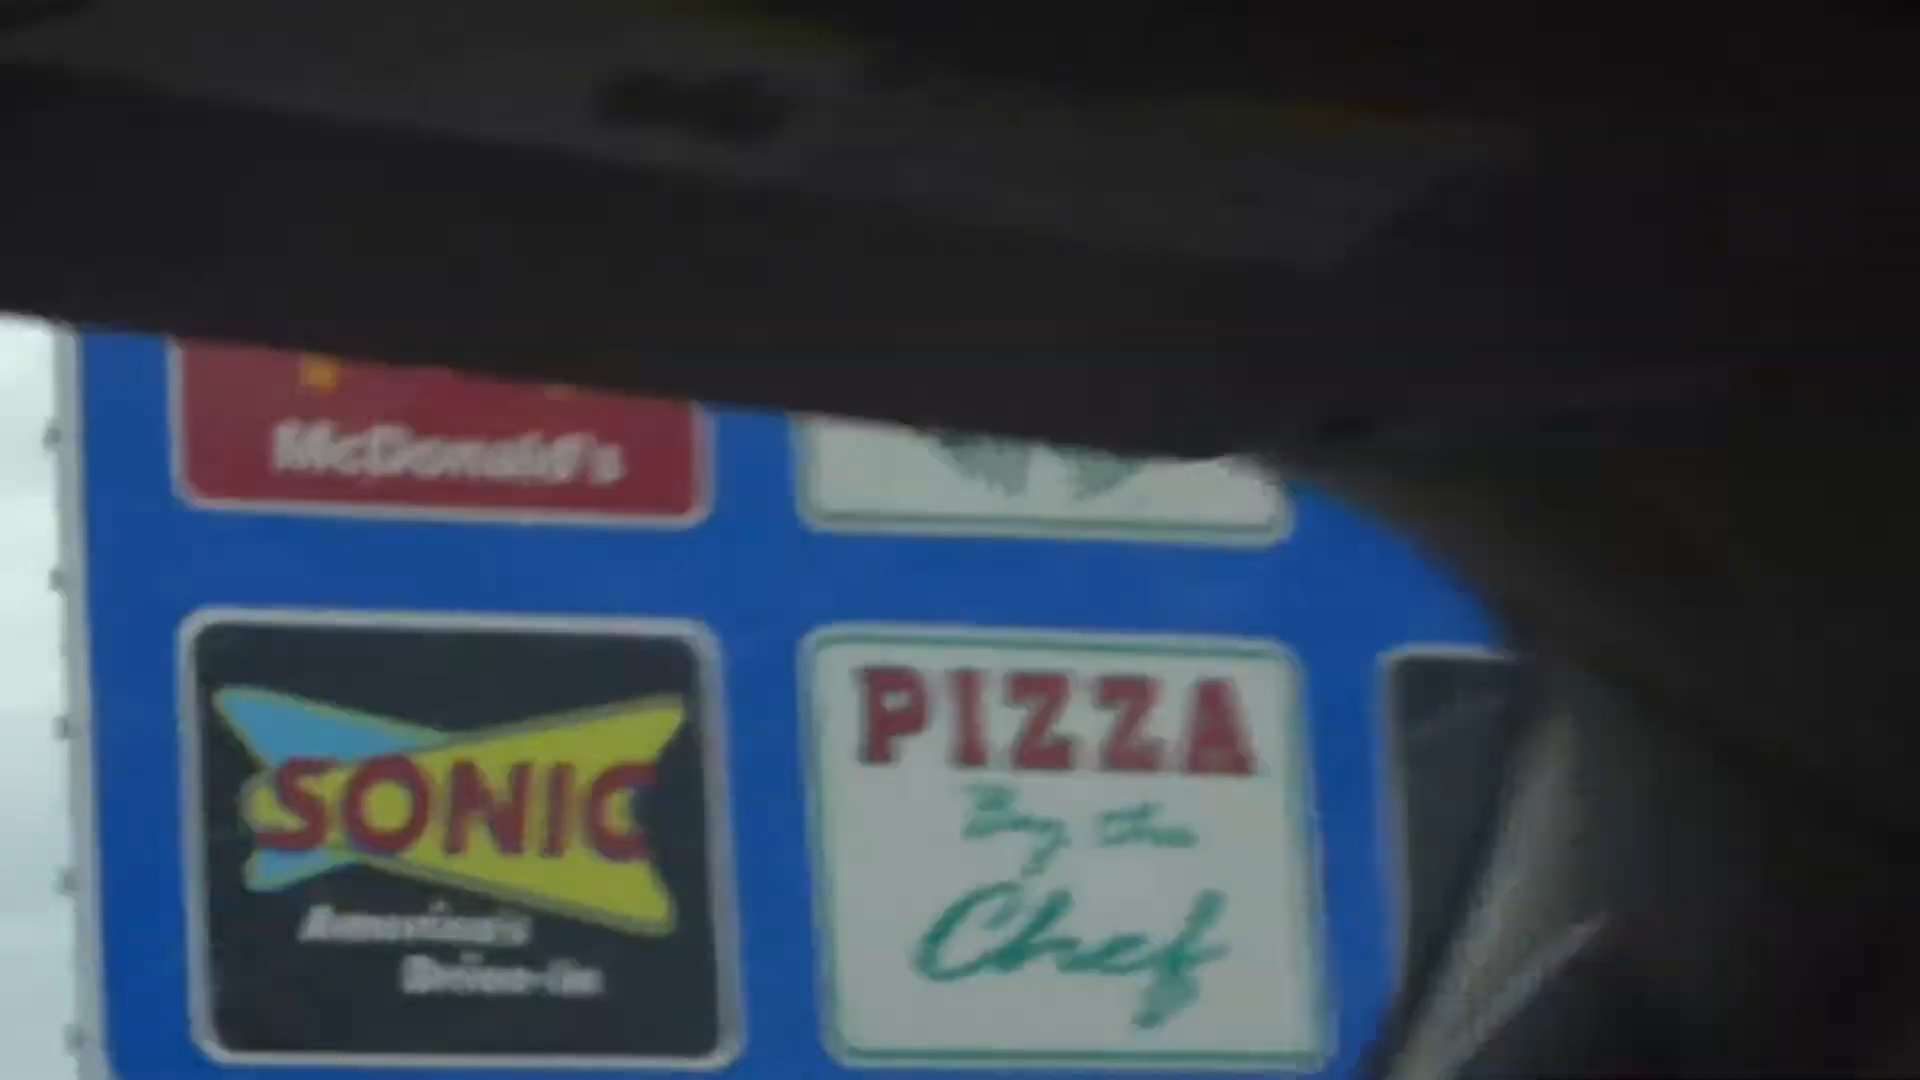 McDonald's
SONIC
America's
Drive-In
PIZZA
By the
Chef